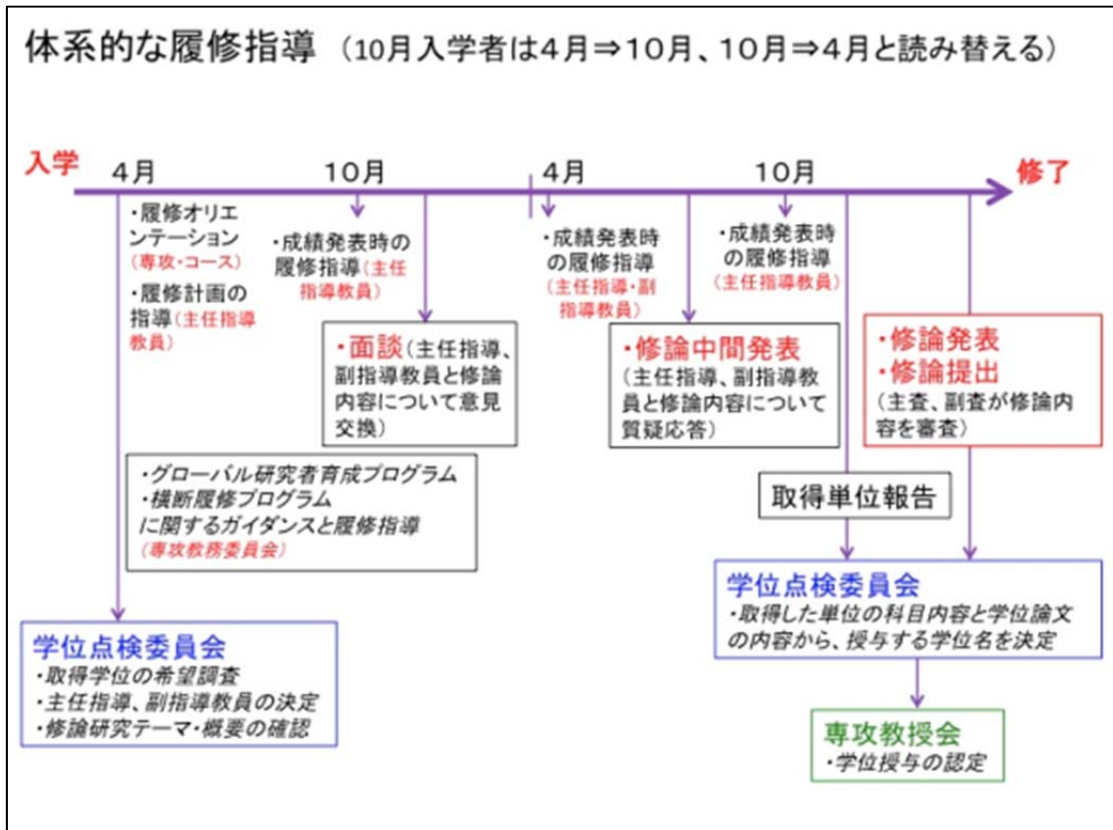 体系的な履修指導 （10月入学者は４月⇒１０月、１０月⇒４月と読み替える）
入学
4月
10月
4月
10月
修了
・履修オリエ
ンテーション
（専攻・コース）
・履修計画の
指導（主任指導
教員）
・成績発表時の
履修指導（主任
指導教員）
・成績発表時
の履修指導
（主任指導・副
指導教員）
・成績発表時
の履修指導
（主任指導教員）
・面談（主任指導、
副指導教員と修論
内容について意見
交換）
・修論中間発表
（主任指導、副指導教
員と修論内容について
質疑応答）
・修論発表
・修論提出
（主査、副査が修論内
容を審査）
・グローバル研究者育成プログラム
・横断履修プログラム
に関するガイダンスと履修指導
（専攻教務委員会）
取得単位報告
学位点検委員会
・取得学位の希望調査
・主任指導、副指導教員の決定
・修論研究テーマ・概要の確認
学位点検委員会
・取得した単位の科目内容と学位論文
の内容から、授与する学位名を決定
専攻教授会
・学位授与の認定